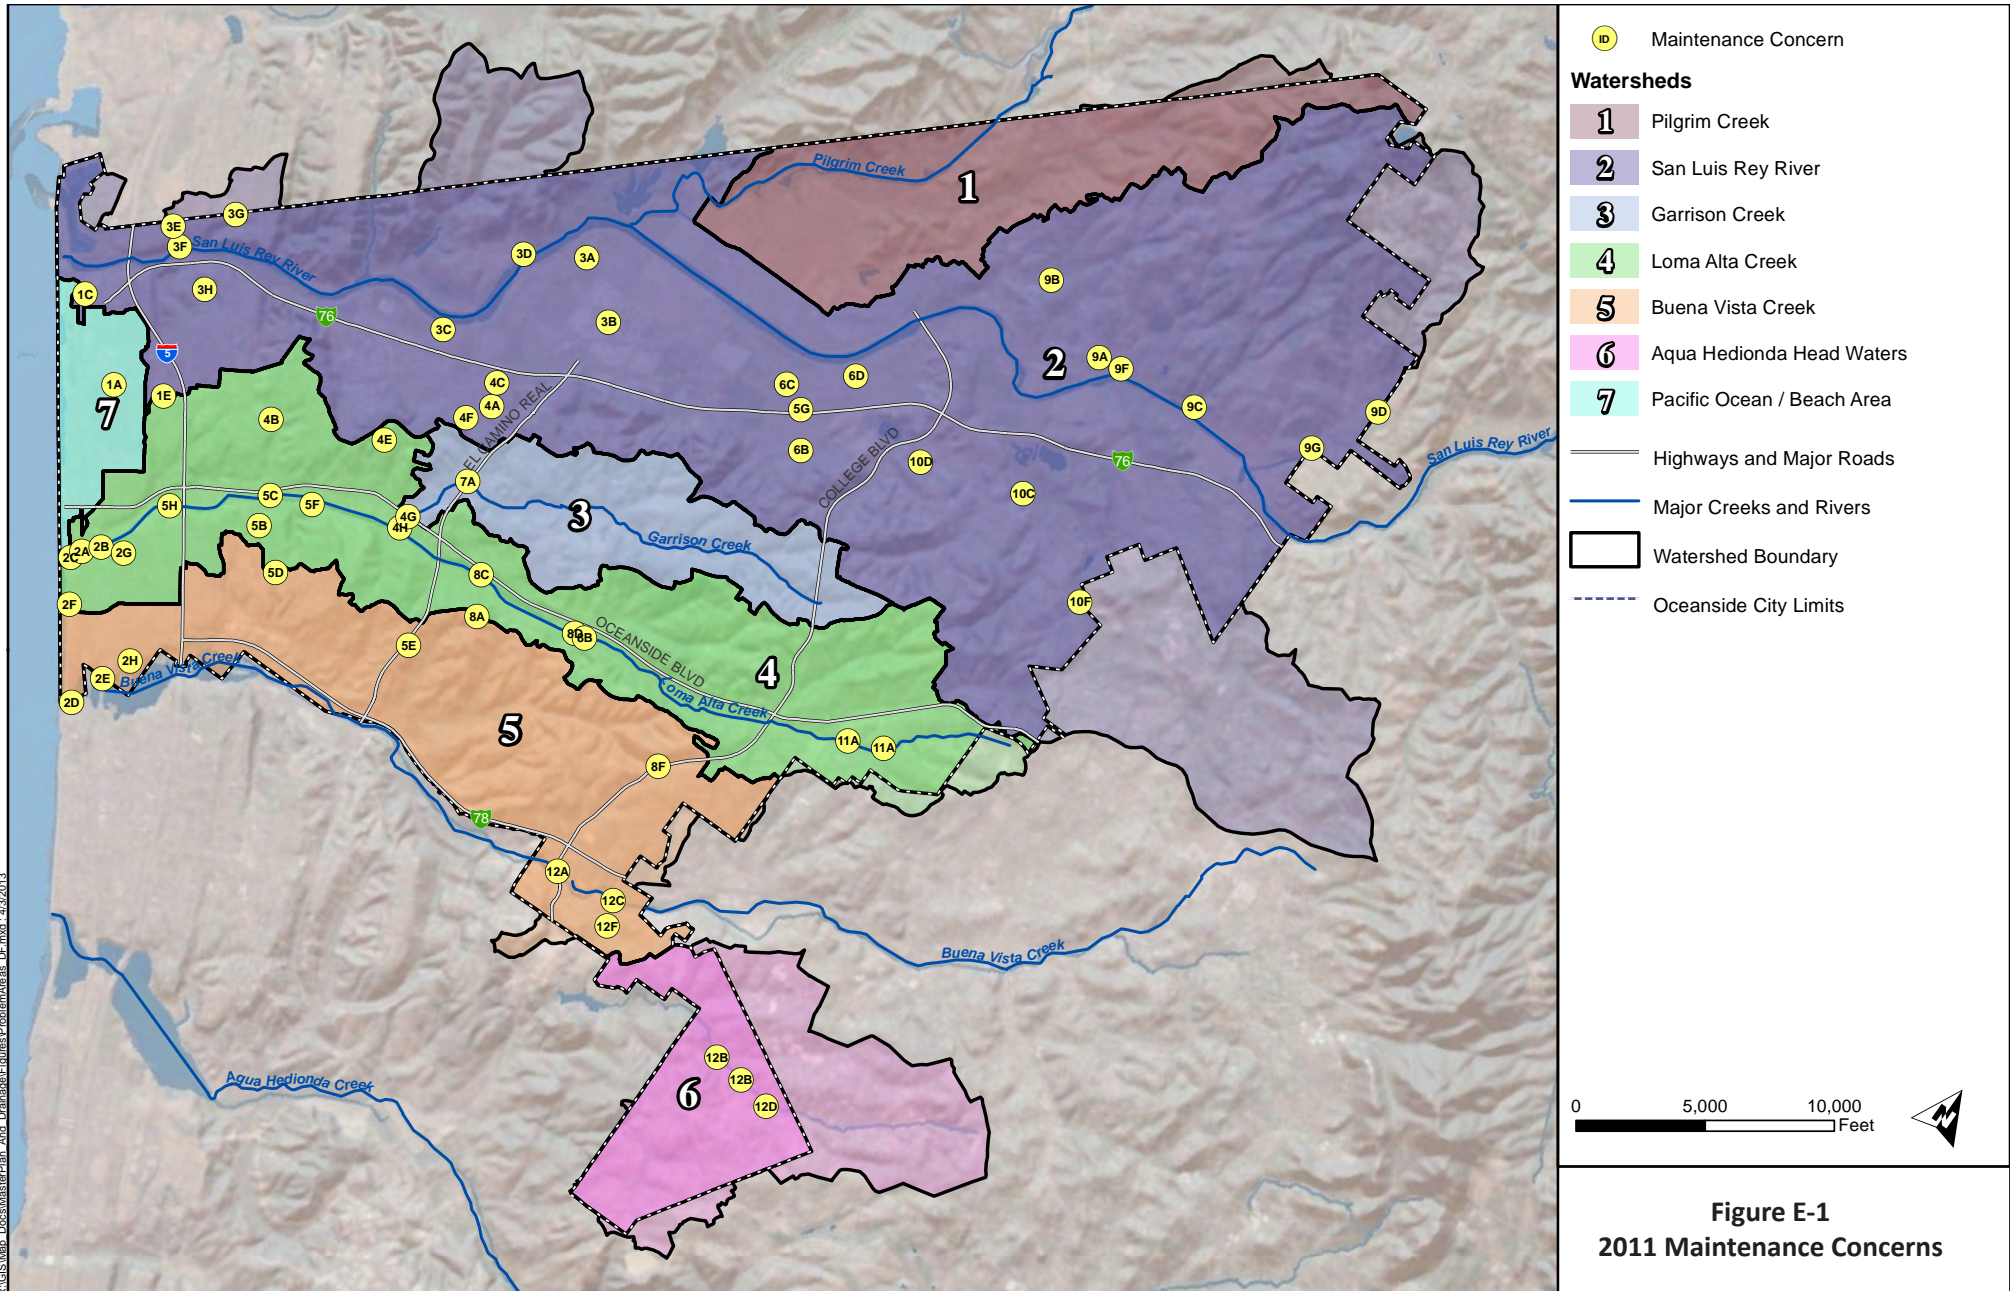 Pilgrim Creek
1
3G
3E
3F
San Luis Rey River
3D
3A
9B
1C
3H
76
3C
3B
5
2
9A
9F
6D
1A
7
1E
4C
4A
4F
EL CAMINO REAL
6C
5G
9C
9D
4B
4E
6B
COLLEGE BLVD
10D
76
9G
San Luis Rey River
7A
10C
5H
5C
5F
4G
4H
3
Garrison Creek
5B
2C
2A
2B
2G
5D
8C
2F
8A
10F
8D
8B
OCEANSIDE BLVD
5E
2H
Buena Vista Creek
2E
2D
4
Loma Alta Creek
5
11A
11A
8F
78
12A
12C
12F
Buena Vista Creek
12B
12B
12D
6
Agua Hedionda Creek
ID Maintenance Concern
Watersheds
1 Pilgrim Creek
2 San Luis Rey River
3 Garrison Creek
4 Loma Alta Creek
5 Buena Vista Creek
6 Aqua Hedionda Head Waters
7 Pacific Ocean / Beach Area
Highways and Major Roads
Major Creeks and Rivers
Watershed Boundary
Oceanside City Limits
0 5,000 10,000
Feet
N
Figure E-1
2011 Maintenance Concerns